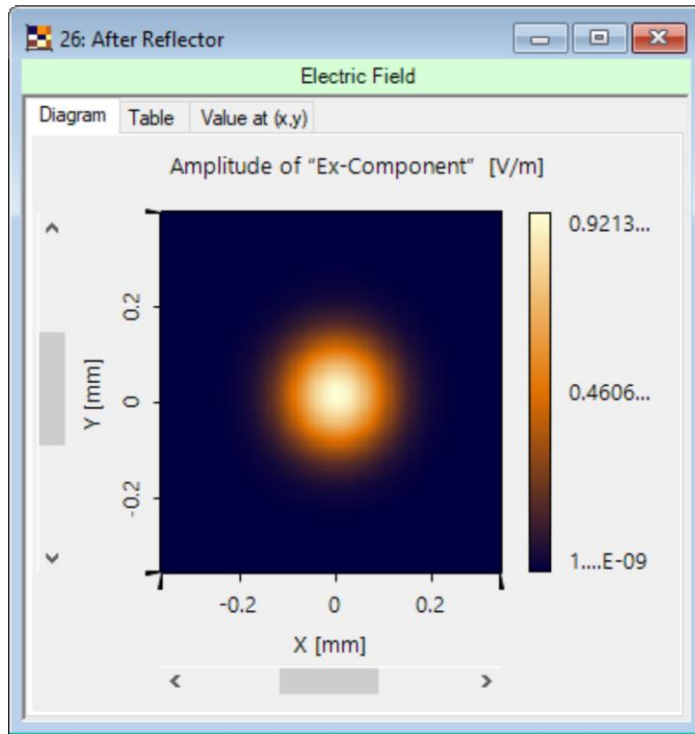 26: After Reflector
Electric Field
Diagram Table Value at (x,y)
Amplitude of "Ex-Component" [V/m]
0.9213...
0.4606...
1....E-09
Y [mm]
0.2
0
-0.2
-0.2 0 0.2
X [mm]